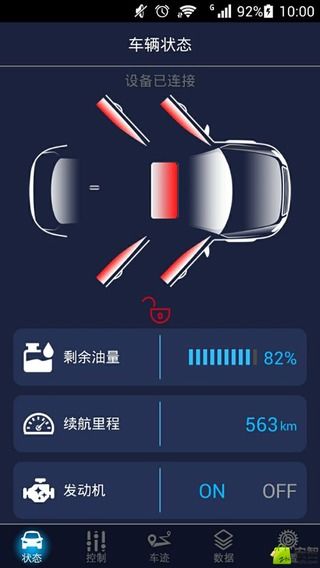 G 92% 10:00
车辆状态
设备已连接
剩余油量 82%
续航里程 563km
发动机 ON OFF
状态 控制 车迹 数据